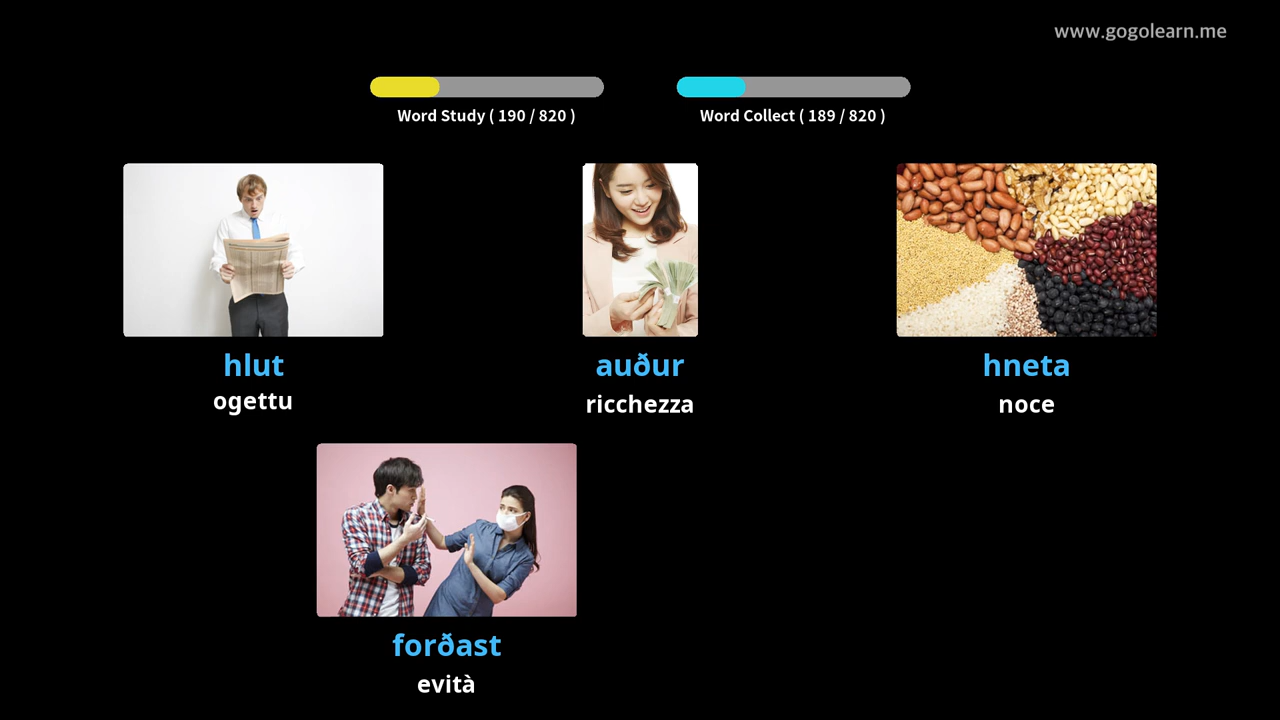 www.gogolearn.me
Word Study ( 190 / 820 )
Word Collect ( 189 / 820 )
hlut
ogettu
auður
ricchezza
hneta
noce
forðast
evità